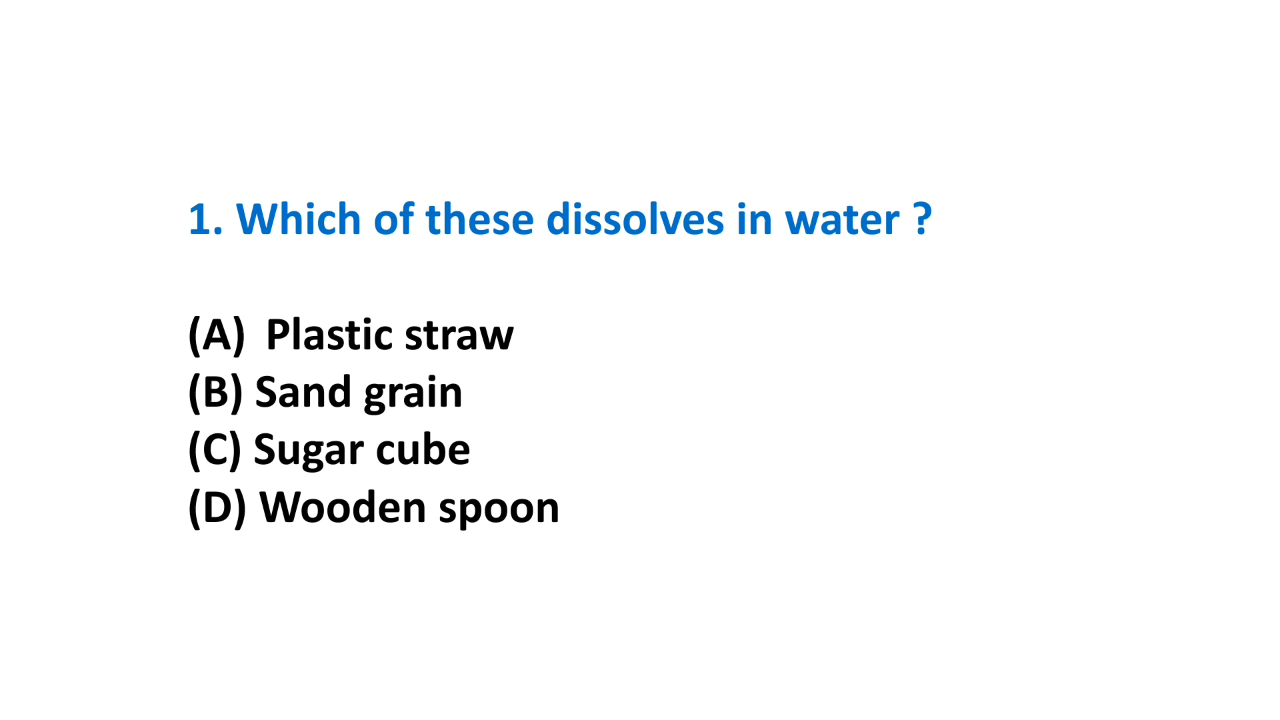 1. Which of these dissolves in water ?
(A)  Plastic straw
(B) Sand grain
(C) Sugar cube
(D) Wooden spoon